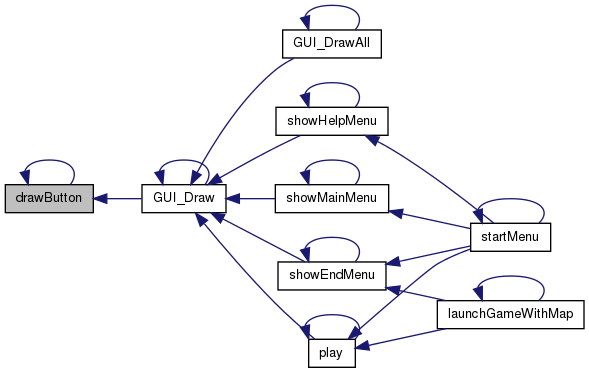 GUI_DrawAll
showHelpMenu
drawButton
GUI_Draw
showMainMenu
startMenu
showEndMenu
launchGameWithMap
play